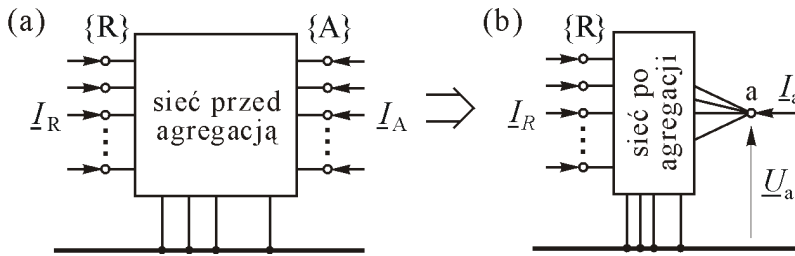 (a) {R} {A}
sieć przed
agregacją
I_R I_A
(b) {R}
sieć po
agregacji
a
I_R I_a
U_a